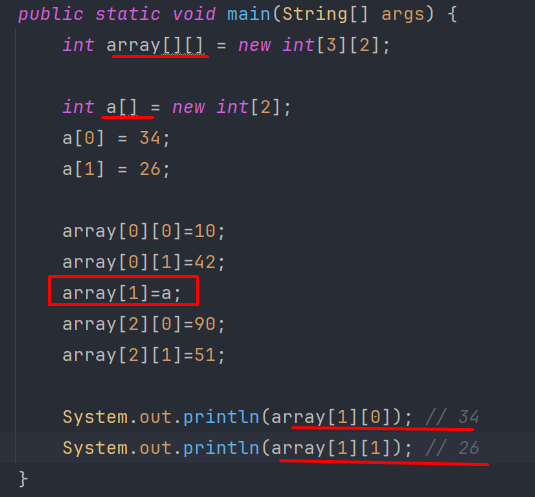 public static void main(String[] args) {
int array[][] = new int[3][2];
int a[] = new int[2];
a[0] = 34;
a[1] = 26;
array[0][0]=10;
array[0][1]=42;
array[1]=a;
array[2][0]=90;
array[2][1]=51;
System.out.println(array[1][0]); // 34
System.out.println(array[1][1]); // 26
}